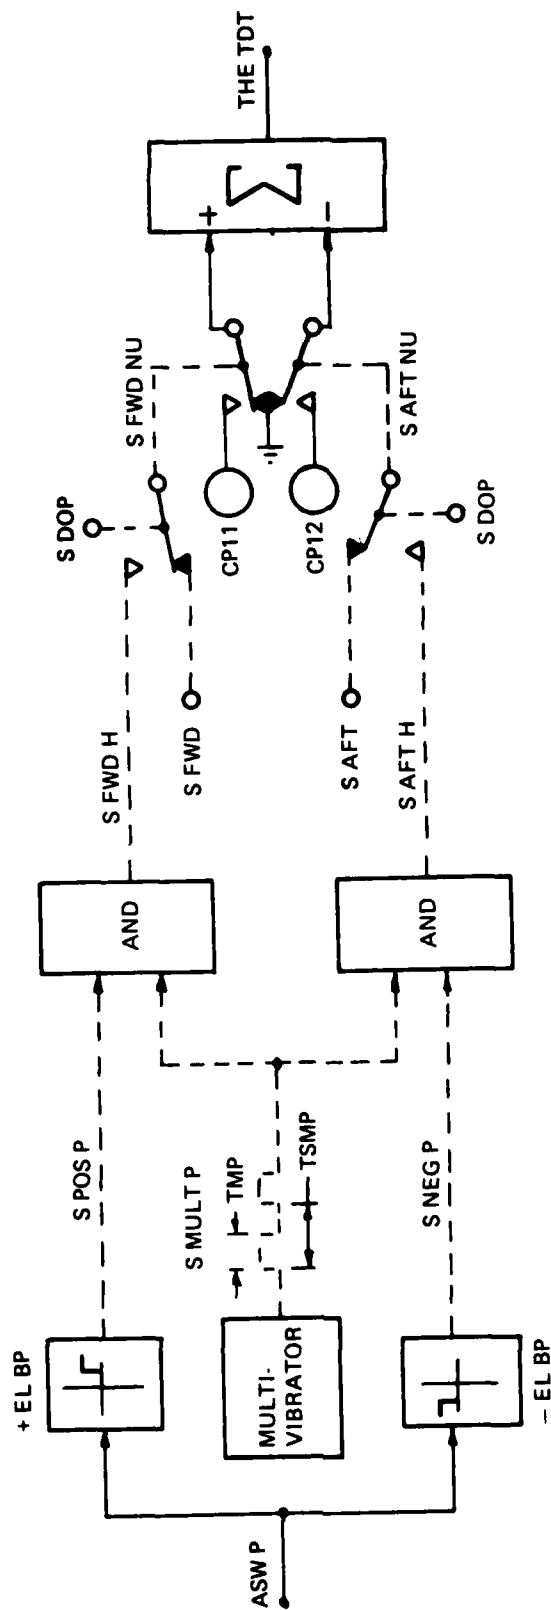 ASW P
+ EL BP
− EL BP
MULTI-
VIBRATOR
S POS P
S MULT P
TMP
TSMP
S NEG P
AND
AND
S FWD H
S FWD
S AFT
S AFT H
S DOP
S DOP
CP11
CP12
S FWD NU
S AFT NU
+
−
Σ
THE TDT